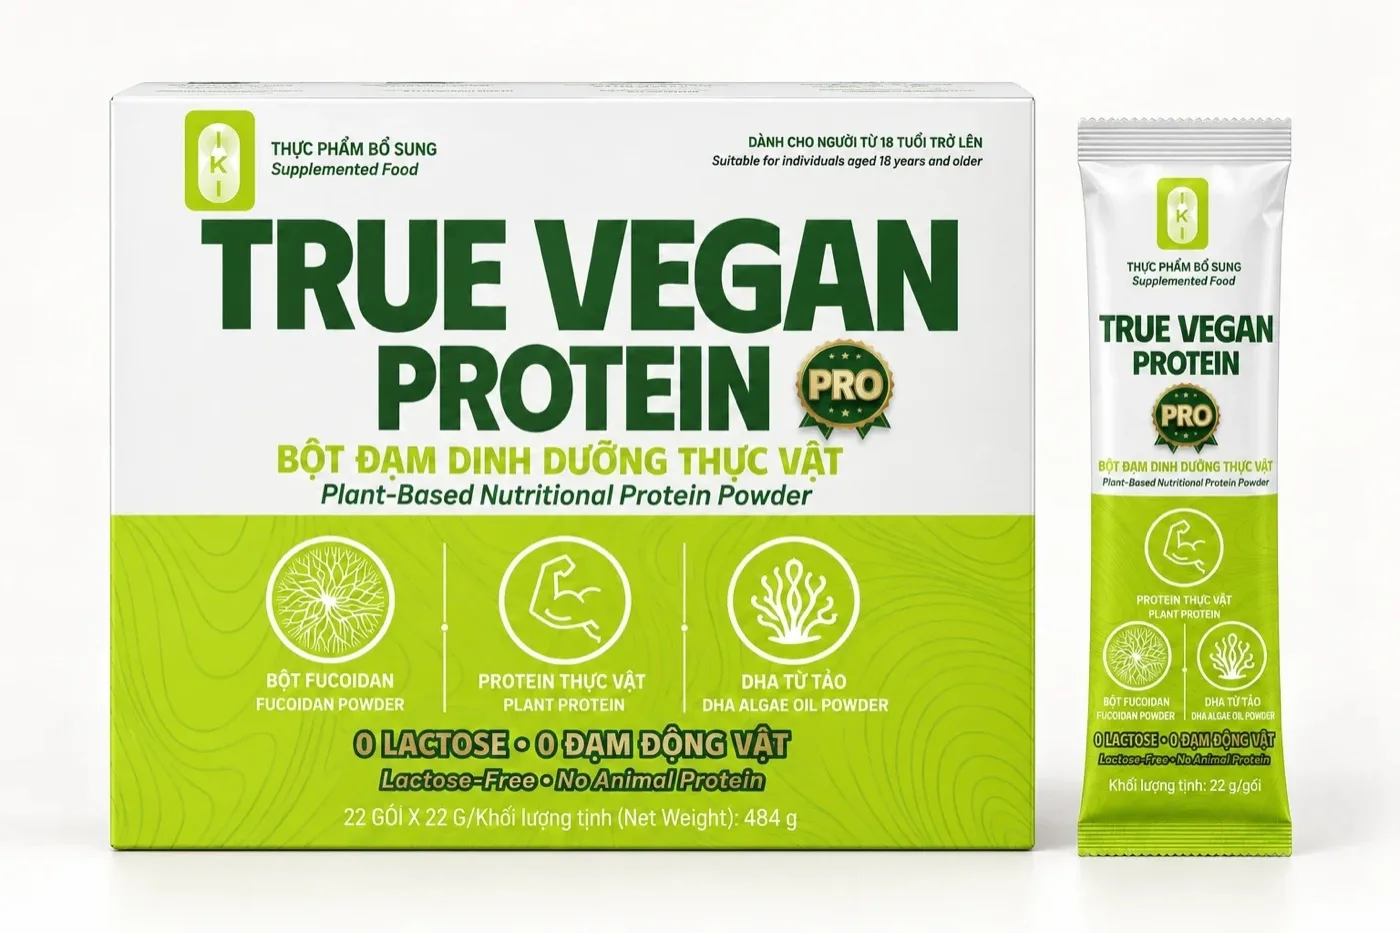 IKI
THỰC PHẨM BỔ SUNG
Supplemented Food
DÀNH CHO NGƯỜI TỪ 18 TUỔI TRỞ LÊN
Suitable for individuals aged 18 years and older
TRUE VEGAN
PROTEIN
PRO
BỘT ĐẠM DINH DƯỠNG THỰC VẬT
Plant-Based Nutritional Protein Powder
BỘT FUCOIDAN
FUCOIDAN POWDER
PROTEIN THỰC VẬT
PLANT PROTEIN
DHA TỪ TẢO
DHA ALGAE OIL POWDER
0 LACTOSE • 0 ĐẠM ĐỘNG VẬT
Lactose-Free • No Animal Protein
22 GÓI X 22 G/Khối lượng tịnh (Net Weight): 484 g
IKI
THỰC PHẨM BỔ SUNG
Supplemented Food
TRUE VEGAN
PROTEIN
PRO
BỘT ĐẠM DINH DƯỠNG THỰC VẬT
Plant-Based Nutritional Protein Powder
PROTEIN THỰC VẬT
PLANT PROTEIN
BỘT FUCOIDAN
FUCOIDAN POWDER
DHA TỪ TẢO
DHA ALGAE OIL POWDER
0 LACTOSE • 0 ĐẠM ĐỘNG VẬT
Lactose-Free • No Animal Protein
Khối lượng tịnh: 22 g/gói